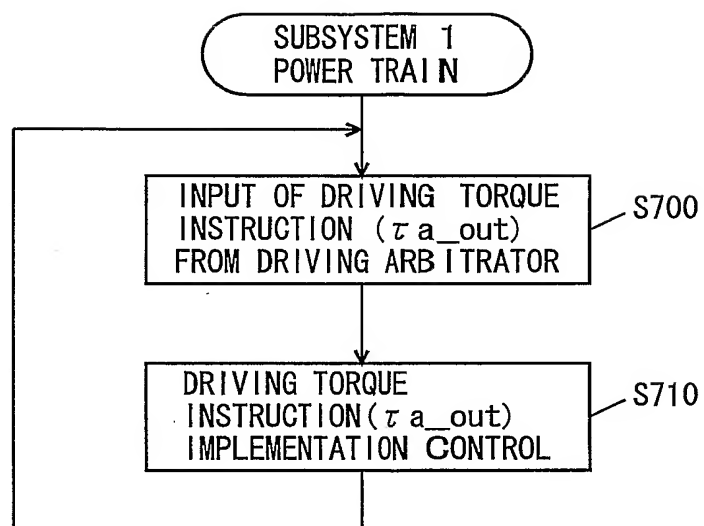 SUBSYSTEM 1
POWER TRAIN
INPUT OF DRIVING TORQUE
INSTRUCTION (τa_out)
FROM DRIVING ARBITRATOR
S700
DRIVING TORQUE
INSTRUCTION(τa_out)
IMPLEMENTATION CONTROL
S710